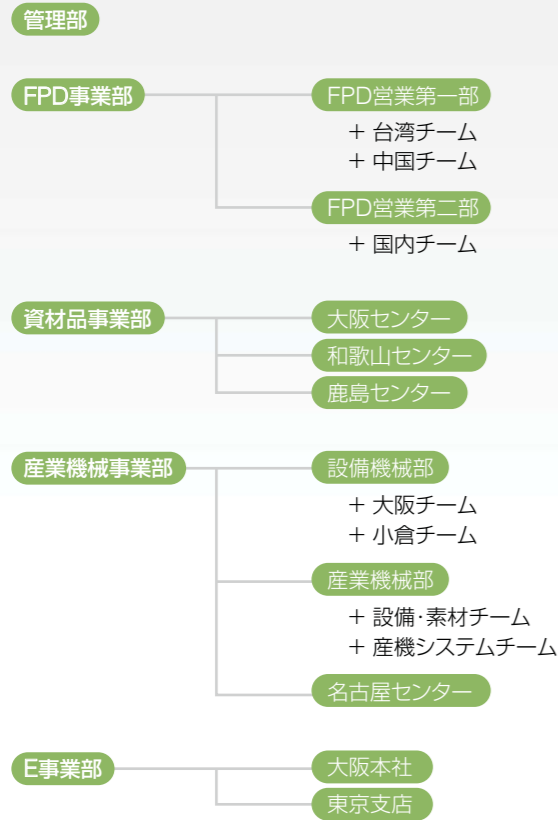 管理部
FPD事業部
FPD営業第一部
+ 台湾チーム
+ 中国チーム
FPD営業第二部
+ 国内チーム
資材品事業部
大阪センター
和歌山センター
鹿島センター
産業機械事業部
設備機械部
+ 大阪チーム
+ 小倉チーム
産業機械部
+ 設備・素材チーム
+ 産機システムチーム
名古屋センター
E事業部
大阪本社
東京支店